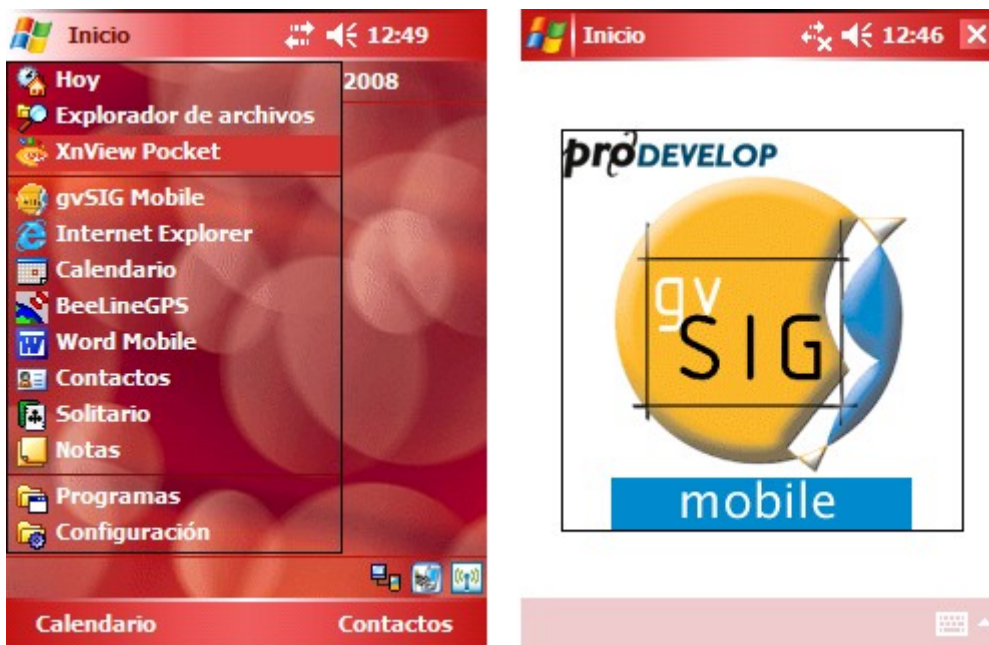 Inicio
12:49
Hoy
2008
Explorador de archivos
XnView Pocket
gvSIG Mobile
Internet Explorer
Calendario
BeeLineGPS
Word Mobile
Contactos
Solitario
Notas
Programas
Configuración
Calendario
Contactos
Inicio
12:46
proDEVELOP
gv
SIG
mobile